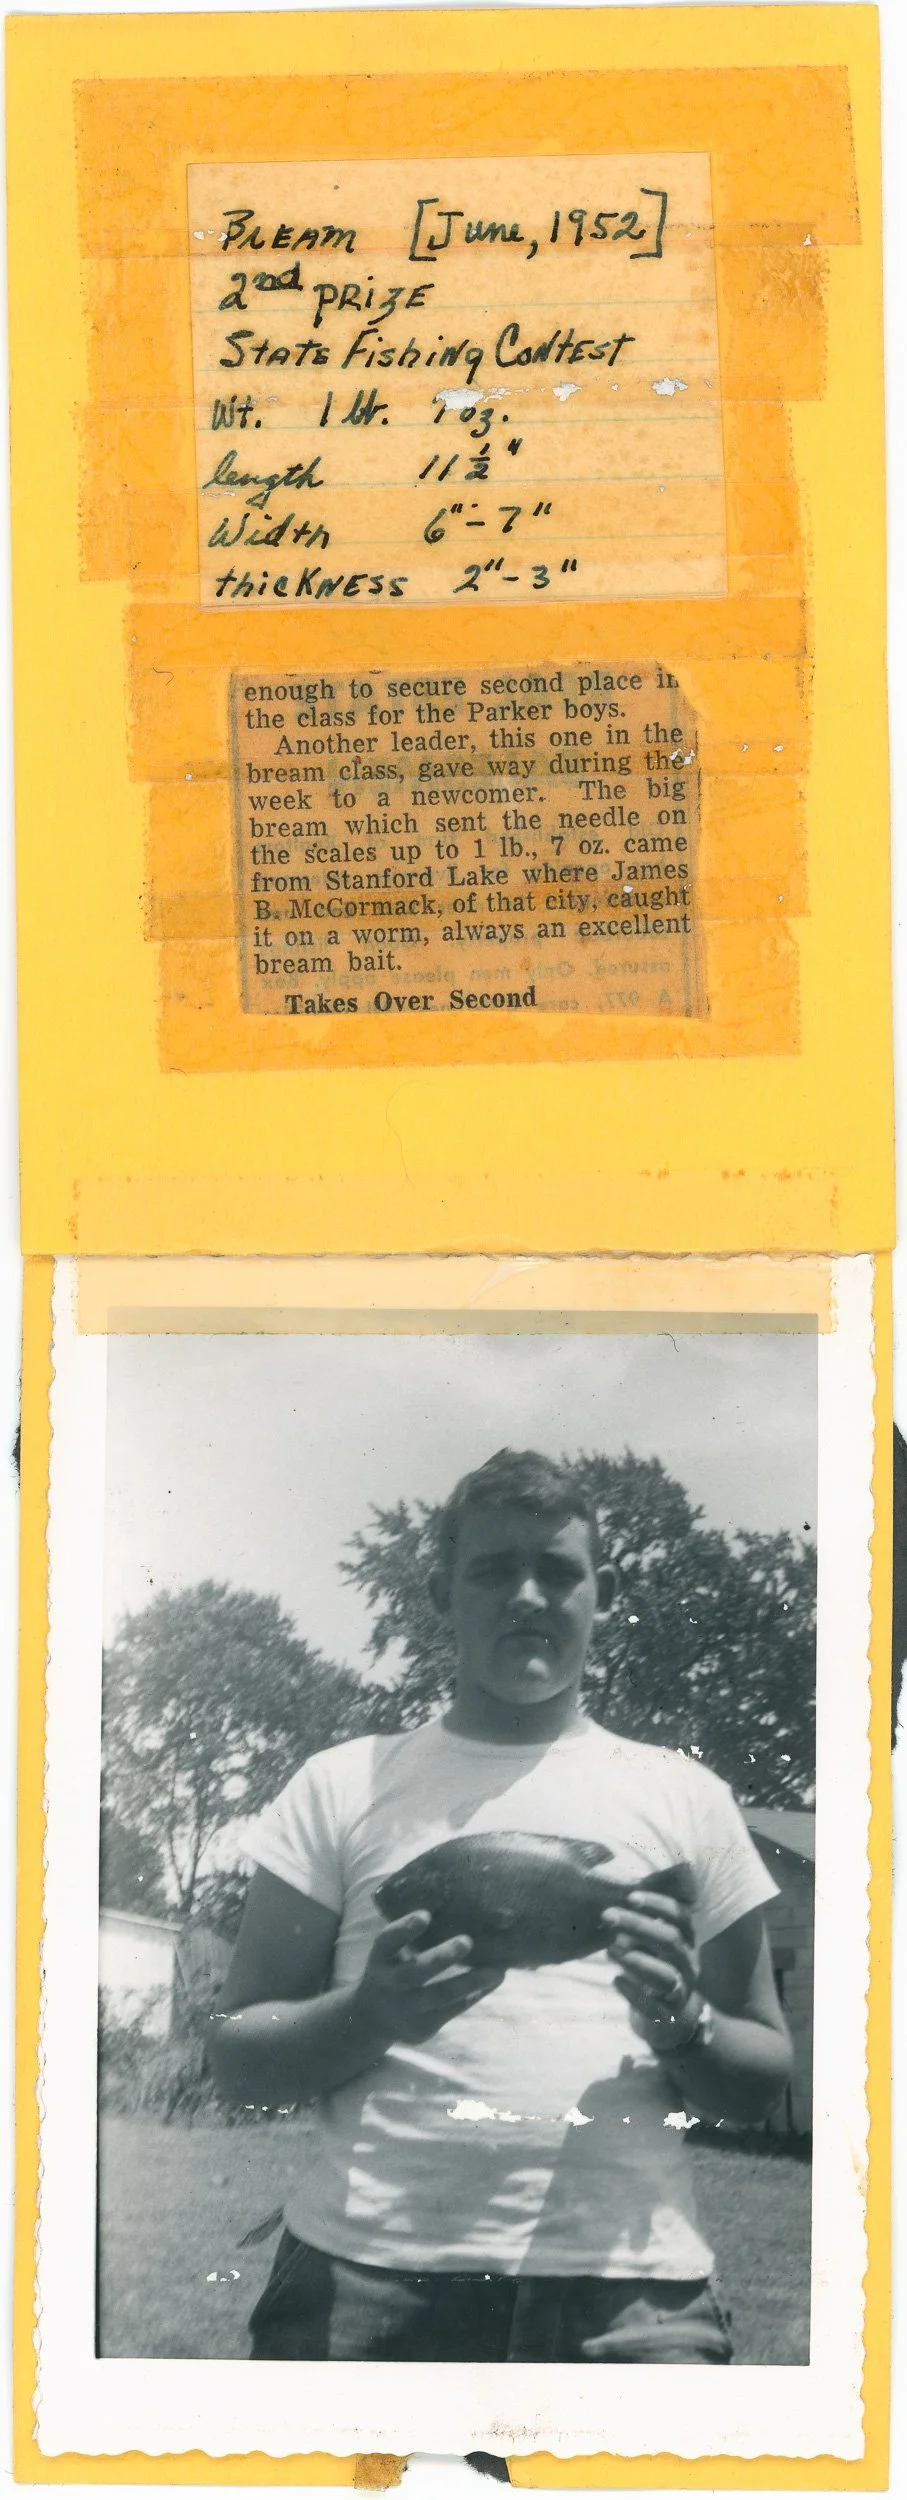 BREAM [June, 1952]
2nd PRIZE
STATE Fishing CONTEST
Wt. 1 lb. 7 oz.
length 11 1/2"
Width 6"-7"
thickness 2"-3"
enough to secure second place in
the class for the Parker boys.
Another leader, this one in the
bream class, gave way during the
week to a newcomer. The big
bream which sent the needle on
the scales up to 1 lb., 7 oz. came
from Stanford Lake where James
B. McCormack, of that city, caught
it on a worm, always an excellent
bream bait.
Takes Over Second